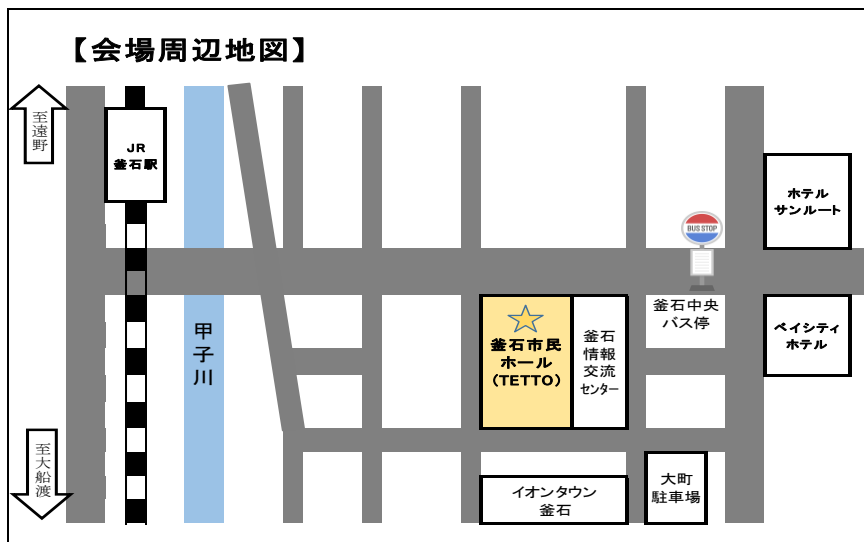 【会場周辺地図】
至遠野
JR
釜石駅
ホテル
サンルート
BUS STOP
釜石中央
バス停
釜石市民
ホール
(TETTO)
釜石
情報
交流
センター
ベイシティ
ホテル
甲子川
至大船渡
イオンタウン
釜石
大町
駐車場